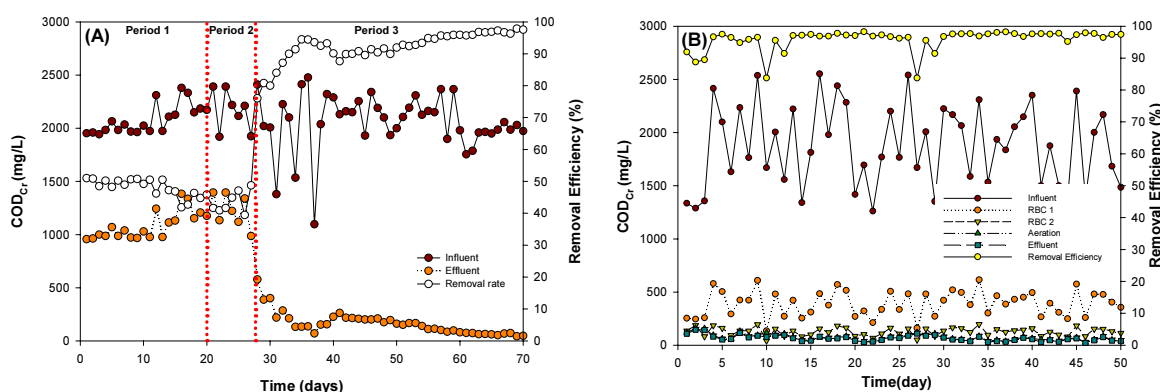 (A)
Period 1
Period 2
Period 3
COD_Cr (mg/L)
3000
2500
2000
1500
1000
500
0
0
10
20
30
40
50
60
70
Time (days)
Influent
Effluent
Removal rate
100
90
80
70
60
50
40
30
20
10
0
Removal Efficiency (%)
(B)
COD_Cr (mg/L)
3000
2500
2000
1500
1000
500
0
0
5
10
15
20
25
30
35
40
45
50
Time(day)
Influent
RBC 1
RBC 2
Aeration
Effluent
Removal Efficiency
100
90
80
70
60
50
40
30
20
10
0
Removal Efficiency (%)